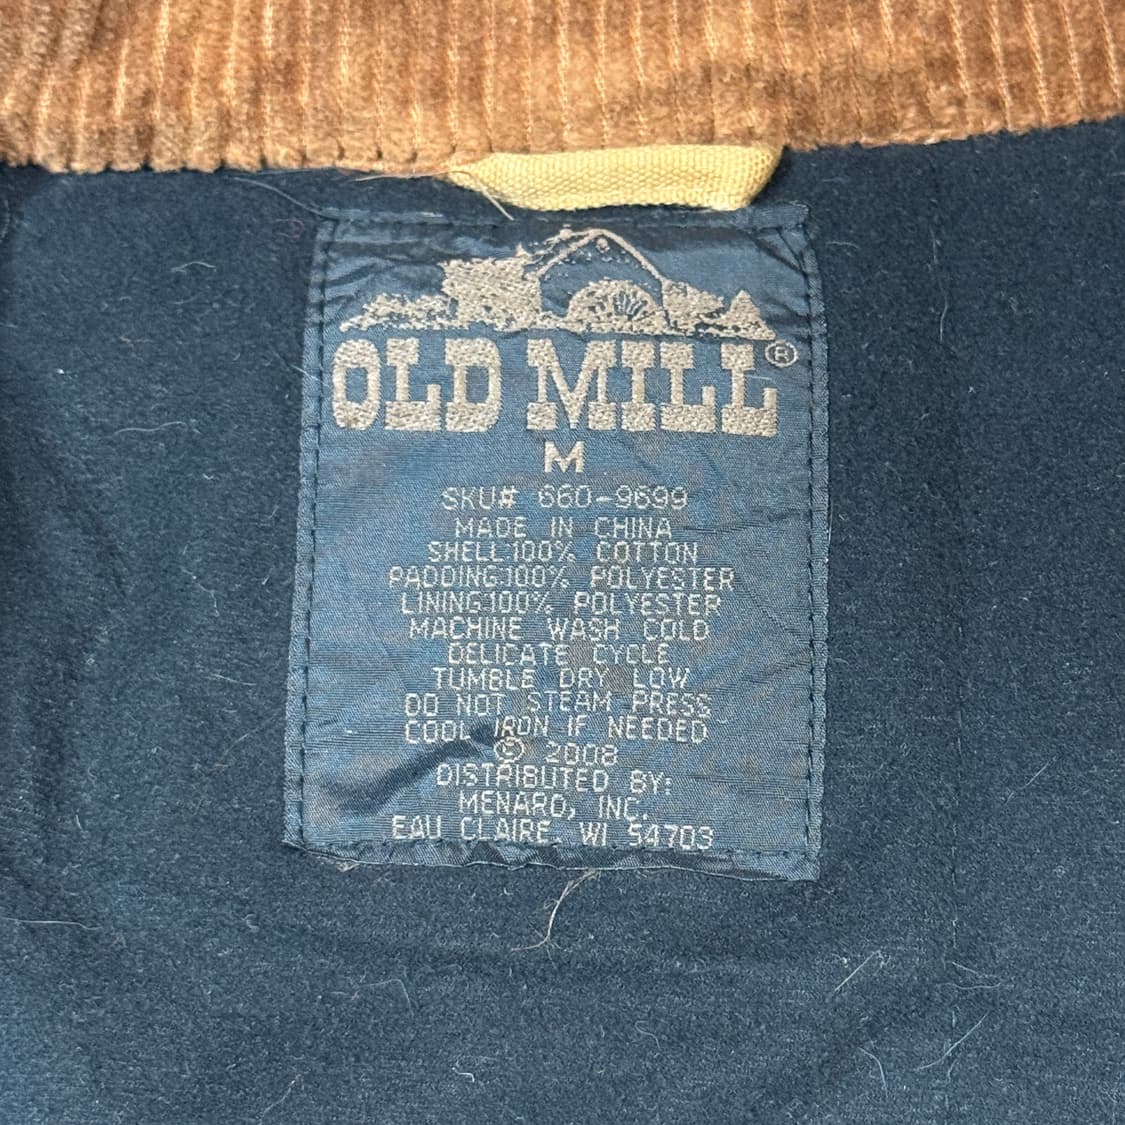 OLD MILL®
M
SKU# 660-9699
MADE IN CHINA
SHELL:100% COTTON
PADDING:100% POLYESTER
LINING:100% POLYESTER
MACHINE WASH COLD
DELICATE CYCLE
TUMBLE DRY LOW
DO NOT STEAM PRESS
COOL IRON IF NEEDED
© 2008
DISTRIBUTED BY:
MENARD, INC.
EAU CLAIRE, WI 54703